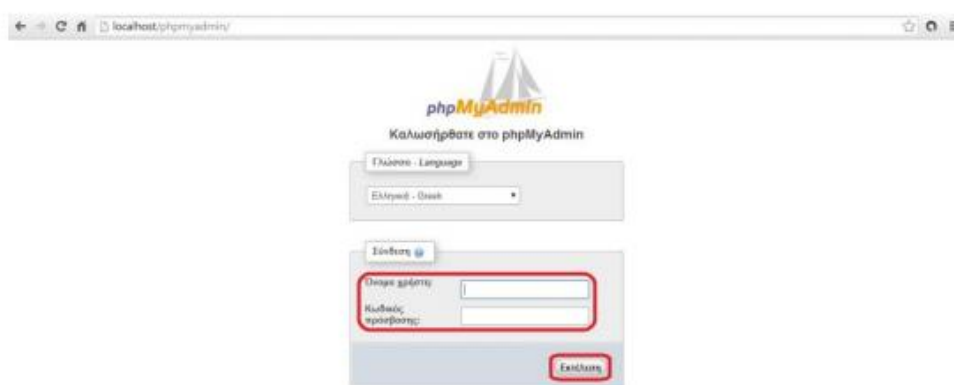 localhost/phpmyadmin/
phpMyAdmin
Καλωσήρθατε στο phpMyAdmin
Γλώσσα - Language
Ελληνικά - Greek
Σύνδεση
Όνομα χρήστη:
Κωδικός
πρόσβασης:
Εκτέλεση